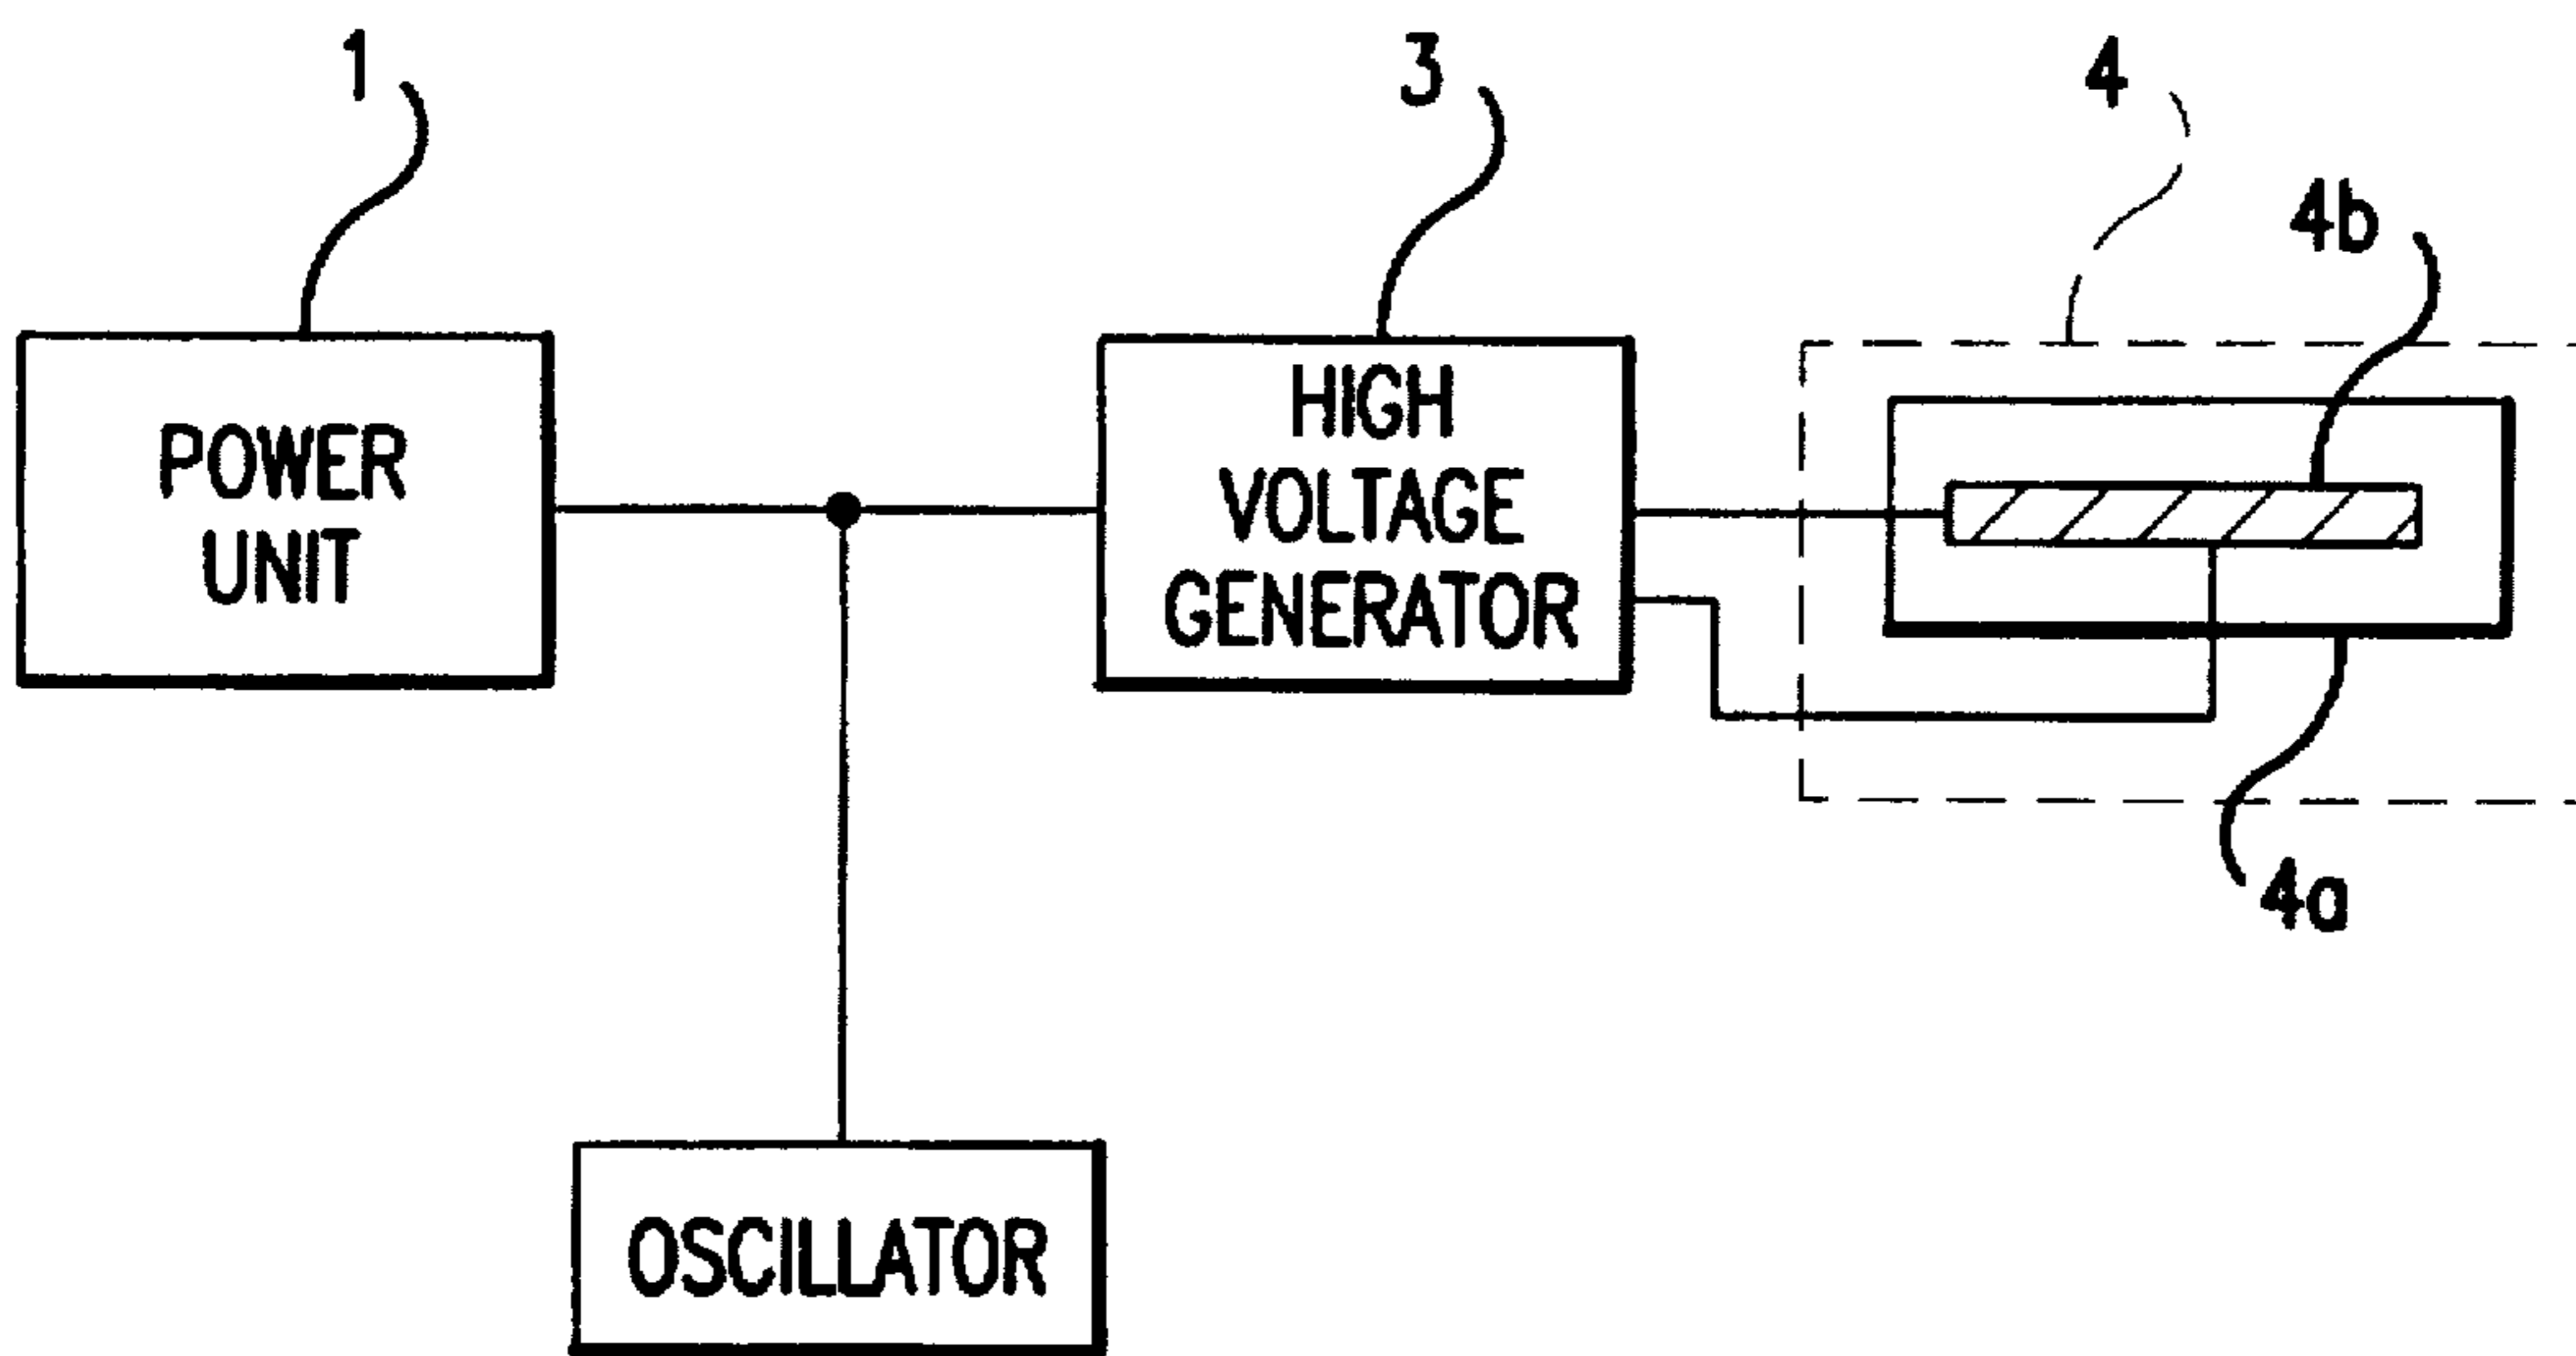 1
3
4
4b
POWER
UNIT
HIGH
VOLTAGE
GENERATOR
4a
OSCILLATOR